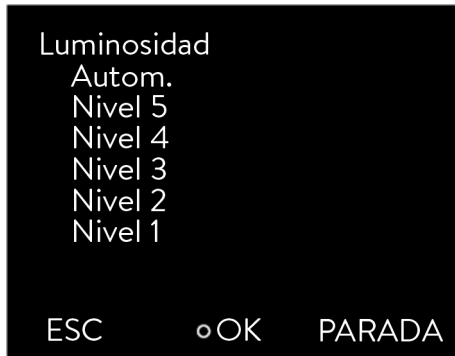 Luminosidad
Autom.
Nivel 5
Nivel 4
Nivel 3
Nivel 2
Nivel 1
ESC OK PARADA